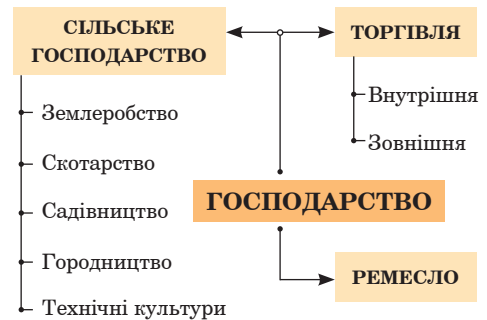 СІЛЬСЬКЕ
ГОСПОДАРСТВО
Землеробство
Скотарство
Садівництво
Городництво
Технічні культури
ТОРГІВЛЯ
Внутрішня
Зовнішня
ГОСПОДАРСТВО
РЕМЕСЛО